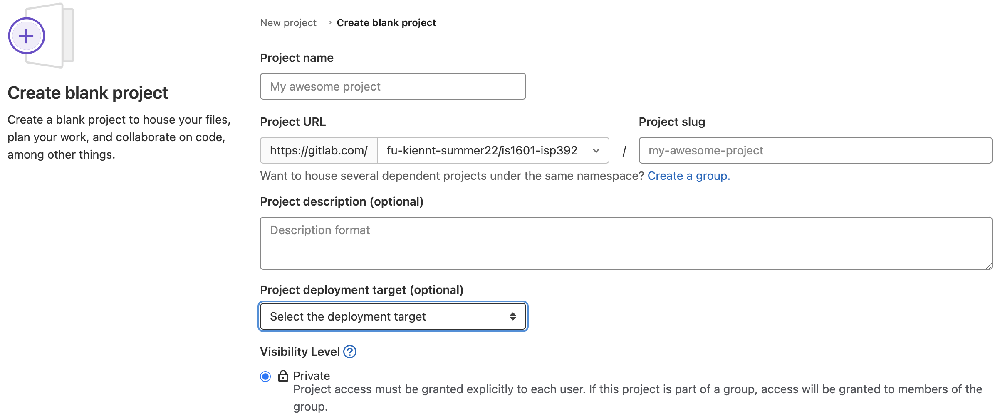 New project › Create blank project
Create blank project
Create a blank project to house your files,
plan your work, and collaborate on code,
among other things.
Project name
My awesome project
Project URL
Project slug
https://gitlab.com/ fu-kiennt-summer22/is1601-isp392 / my-awesome-project
Want to house several dependent projects under the same namespace? Create a group.
Project description (optional)
Description format
Project deployment target (optional)
Select the deployment target
Visibility Level ?
Private
Project access must be granted explicitly to each user. If this project is part of a group, access will be granted to members of the
group.